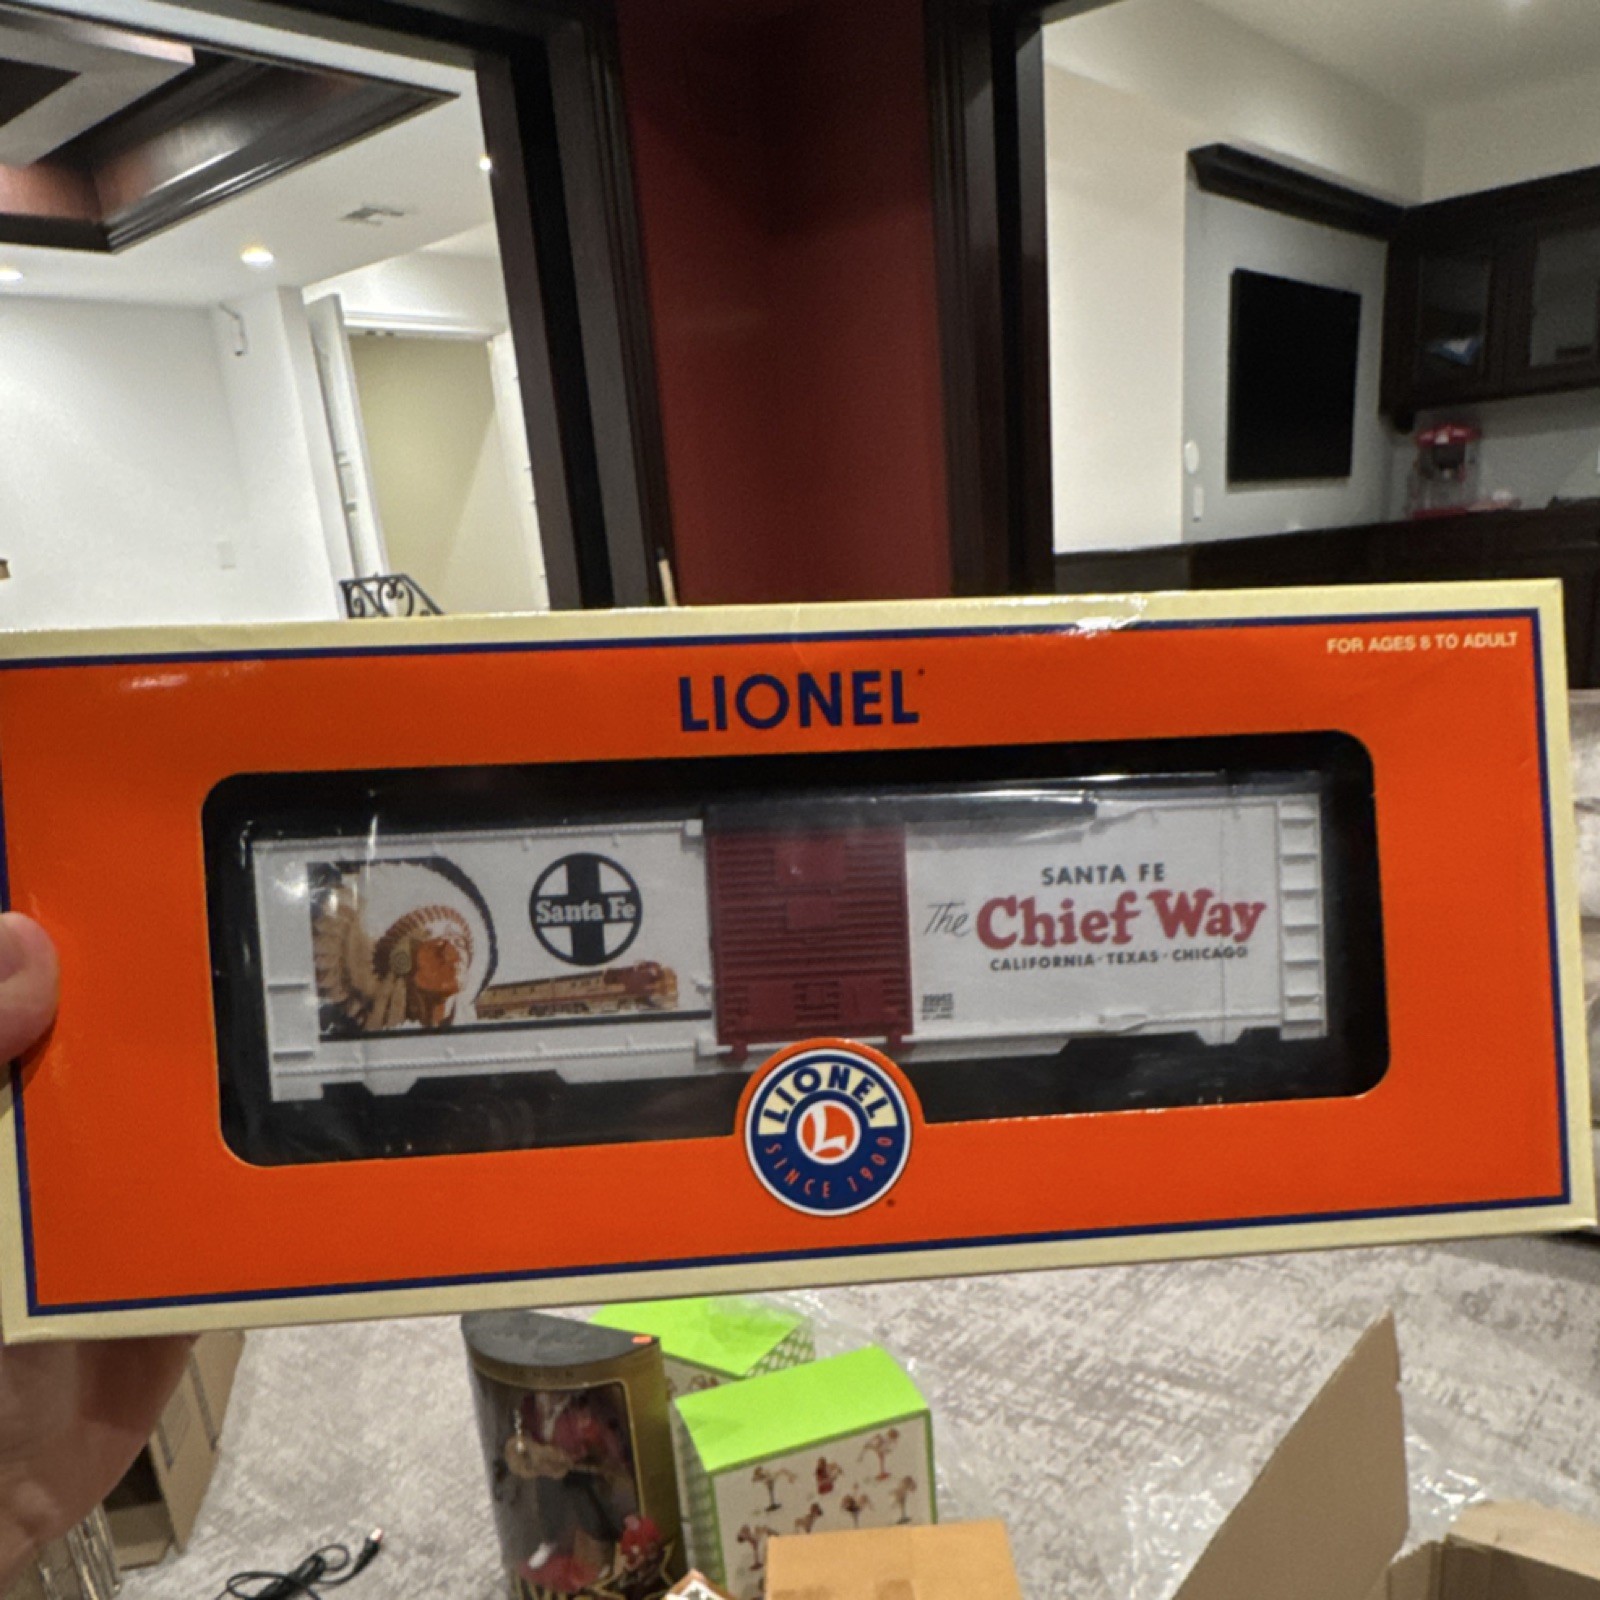 FOR AGES 8 TO ADULT
LIONEL
Santa Fe
SANTA FE
The Chief Way
CALIFORNIA·TEXAS·CHICAGO
LIONEL
L
SINCE 1900